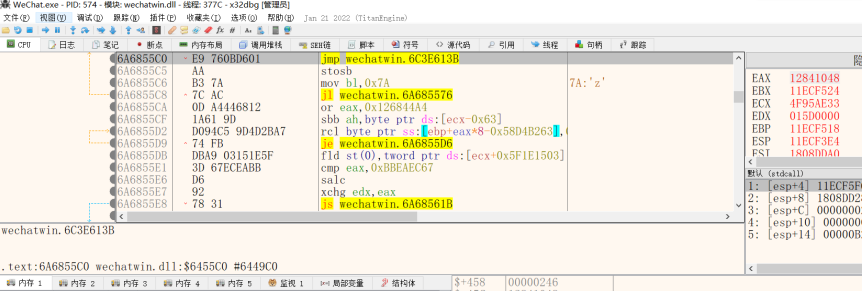 WeChat.exe - PID: 574 - 模块: wechatwin.dll - 线程: 377C - x32dbg [管理员]
文件(F) 视图(V) 调试(D) 跟踪(N) 插件(P) 收藏夹(I) 选项(O) 帮助(H) Jan 21 2022 (TitanEngine)
CPU 日志 笔记 断点 内存布局 调用堆栈 SEH链 脚本 符号 源代码 引用 线程 句柄 跟踪
6A6855C0 E9 760BD601 jmp wechatwin.6C3E613B
6A6855C5 AA stosb
6A6855C6 B3 7A mov bl,0x7A 7A:'z'
6A6855C8 7C AC jl wechatwin.6A685576
6A6855CA 0D A4446812 or eax,0x126844A4
6A6855CF 1A61 9D sbb ah,byte ptr ds:[ecx-0x63]
6A6855D2 D094C5 9D4D2BA7 rcl byte ptr ss:[ebp+eax*8-0x58D4B263],
6A6855D9 74 FB je wechatwin.6A6855D6
6A6855DB DBA9 03151E5F fld st(0),tword ptr ds:[ecx+0x5F1E1503]
6A6855E1 3D 67ECEABB cmp eax,0xBBEAEC67
6A6855E6 D6 salc
6A6855E7 92 xchg edx,eax
6A6855E8 78 31 js wechatwin.6A68561B
EAX 12841048
EBX 11ECF524
ECX 4F95AE33
EDX 015D0000
EBP 11ECF518
ESP 11ECF3E4
ESI 1808DDA0
默认 (stdcall)
1: [esp+4] 11ECF5F
2: [esp+8] 1808DD2
3: [esp+C] 0000000
4: [esp+10] 00000
5: [esp+14] 0000B
wechatwin.6C3E613B
.text:6A6855C0 wechatwin.dll:$6455C0 #6449C0
内存 1 内存 2 内存 3 内存 4 内存 5 监视 1 局部变量 结构体
$+458 00000246